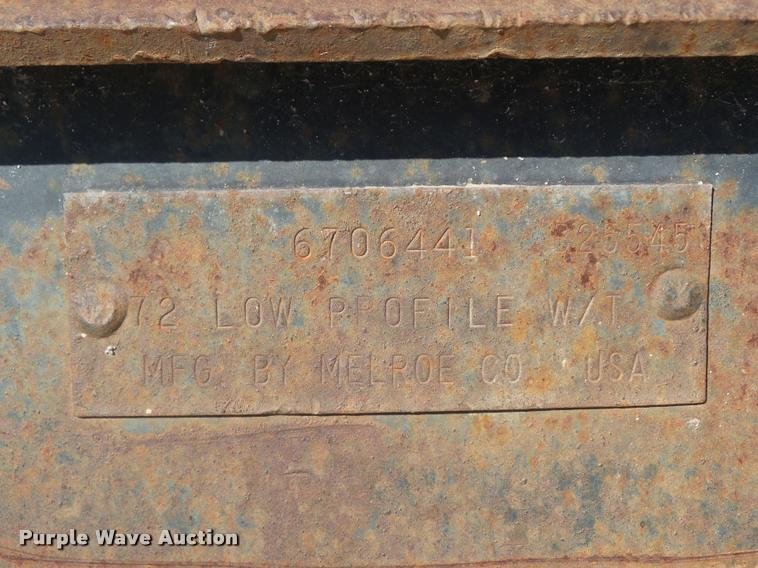 6706441 25545
72 LOW PROFILE W/T
MFG. BY MELROE CO. USA
Purple Wave Auction